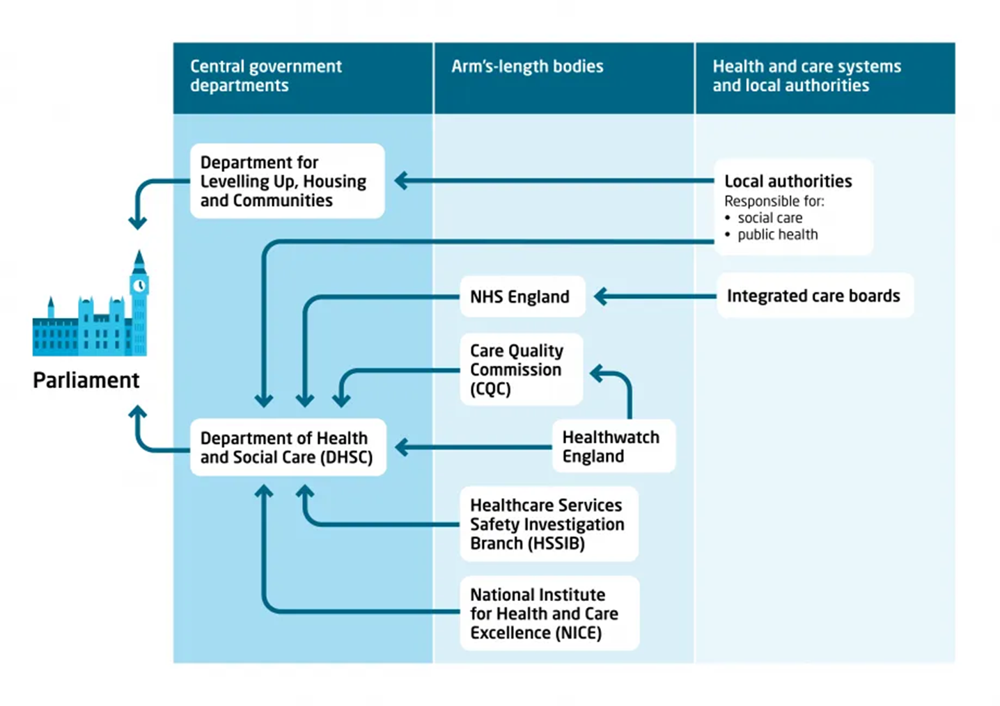 Central government
departments
Arm's-length bodies
Health and care systems
and local authorities
Department for
Levelling Up, Housing
and Communities
Local authorities
Responsible for:
• social care
• public health
NHS England
Integrated care boards
Care Quality
Commission
(CQC)
Parliament
Department of Health
and Social Care (DHSC)
Healthwatch
England
Healthcare Services
Safety Investigation
Branch (HSSIB)
National Institute
for Health and Care
Excellence (NICE)